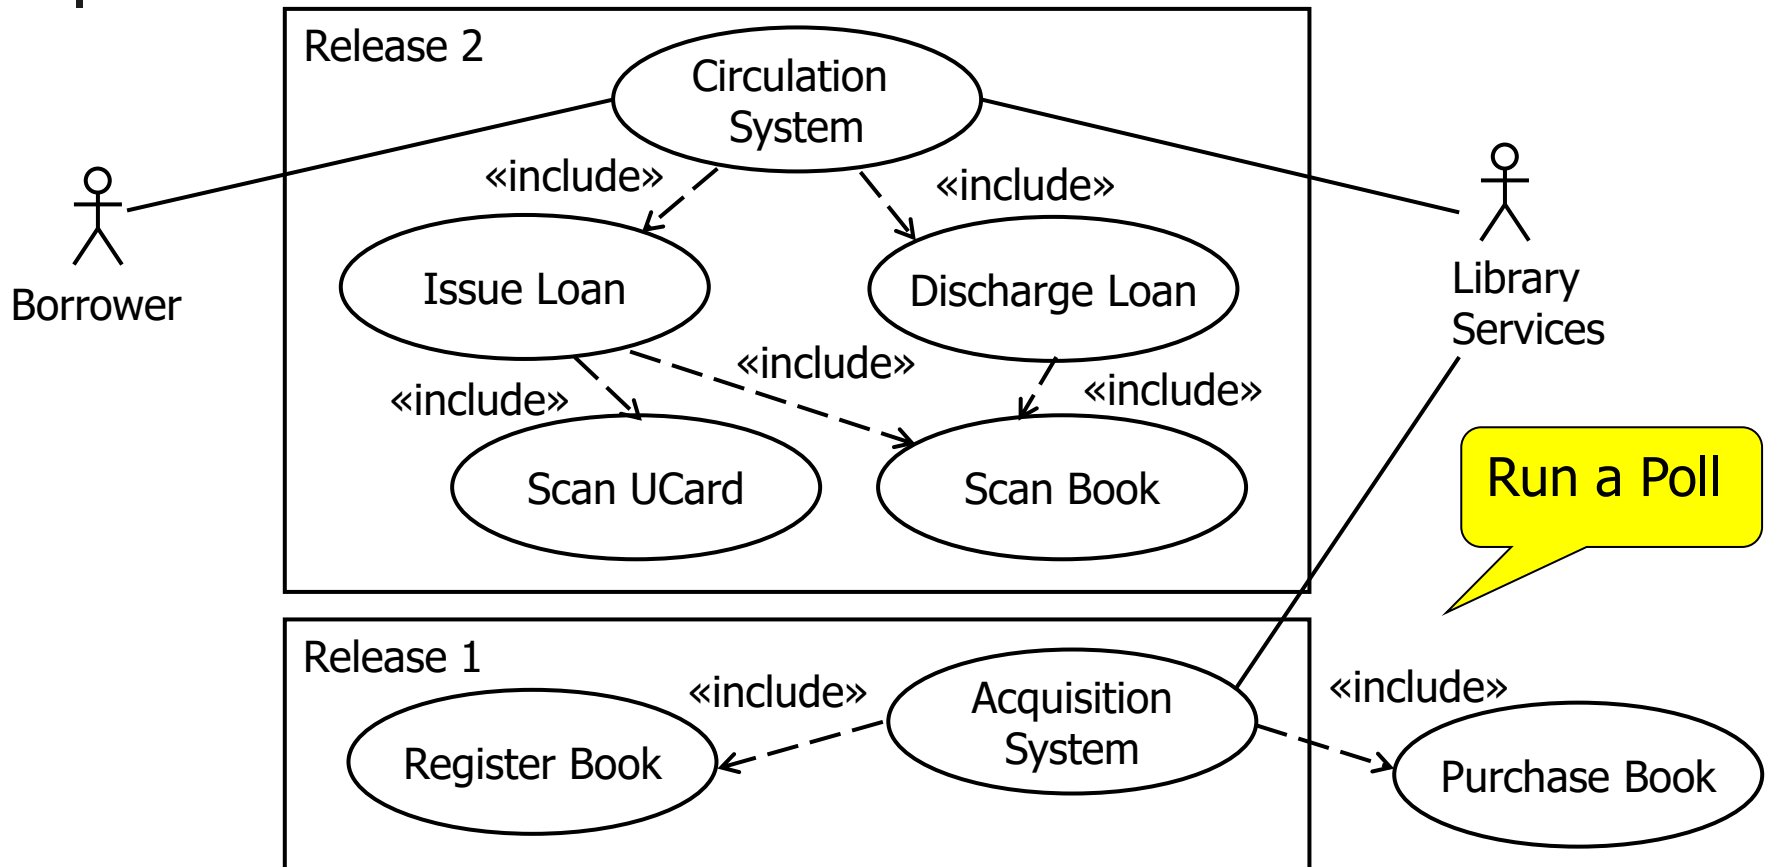 Release 2
Circulation
System
«include»
«include»
Issue Loan
Discharge Loan
Borrower
Library
Services
«include»
«include»
«include»
Scan UCard
Scan Book
Run a Poll
Release 1
«include»
Acquisition
System
«include»
Register Book
Purchase Book